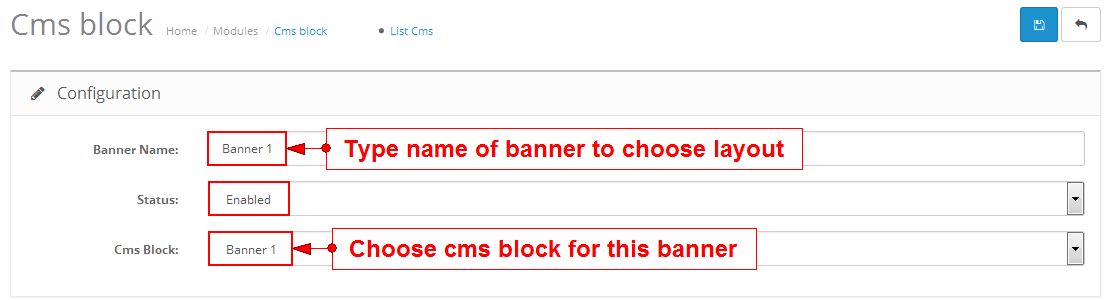 Cms block Home / Modules / Cms block • List Cms
Configuration
Banner Name: Banner 1 Type name of banner to choose layout
Status: Enabled
Cms Block: Banner 1 Choose cms block for this banner